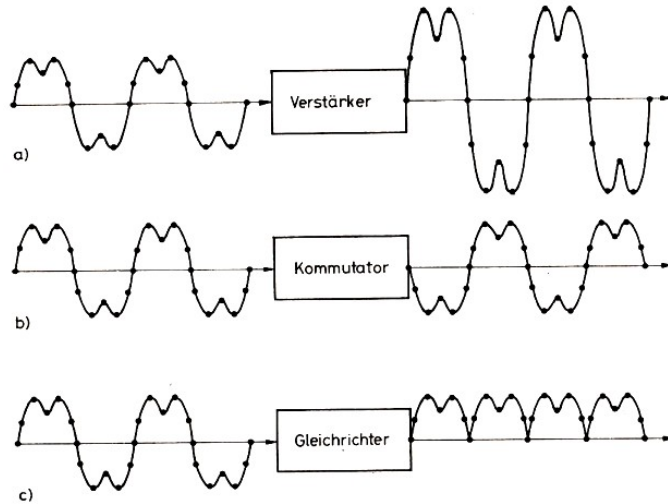 Verstärker
a)
Kommutator
b)
Gleichrichter
c)